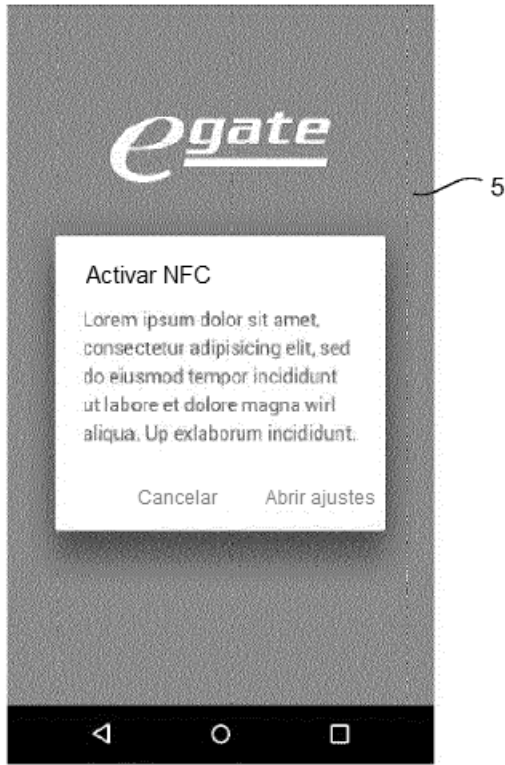 egate
5
Activar NFC
Lorem ipsum dolor sit amet,
consectetur adipisicing elit, sed
do eiusmod tempor incididunt
ut labore et dolore magna wirl
aliqua. Up exlaborum incididunt.
Cancelar Abrir ajustes